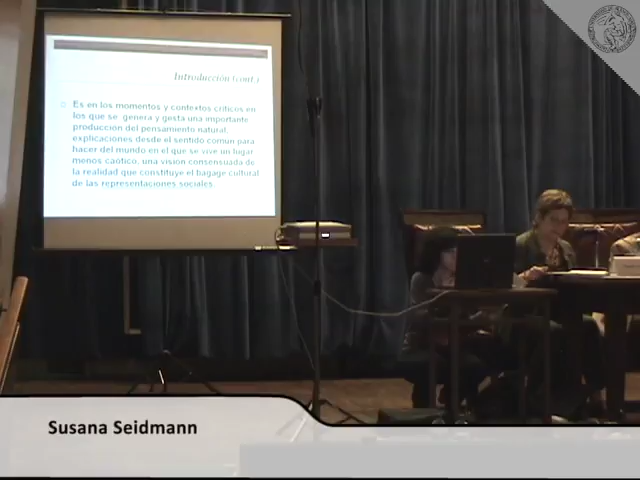 Introducción (cont.)
Es en los momentos y contextos críticos en
los que se genera y gesta una importante
producción del pensamiento natural,
explicaciones desde el sentido común para
hacer del mundo en el que se vive un lugar
menos caótico, una visión consensuada de
la realidad que constituye el bagage cultural
de las representaciones sociales.
Susana Seidmann